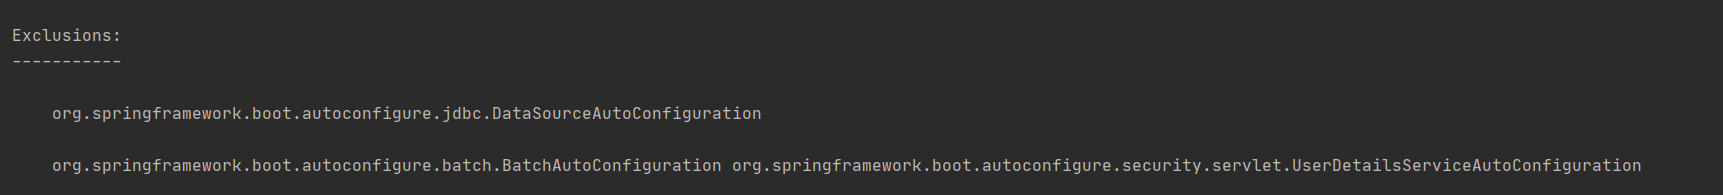 Exclusions:
-----------
org.springframework.boot.autoconfigure.jdbc.DataSourceAutoConfiguration
org.springframework.boot.autoconfigure.batch.BatchAutoConfiguration org.springframework.boot.autoconfigure.security.servlet.UserDetailsServiceAutoConfiguration